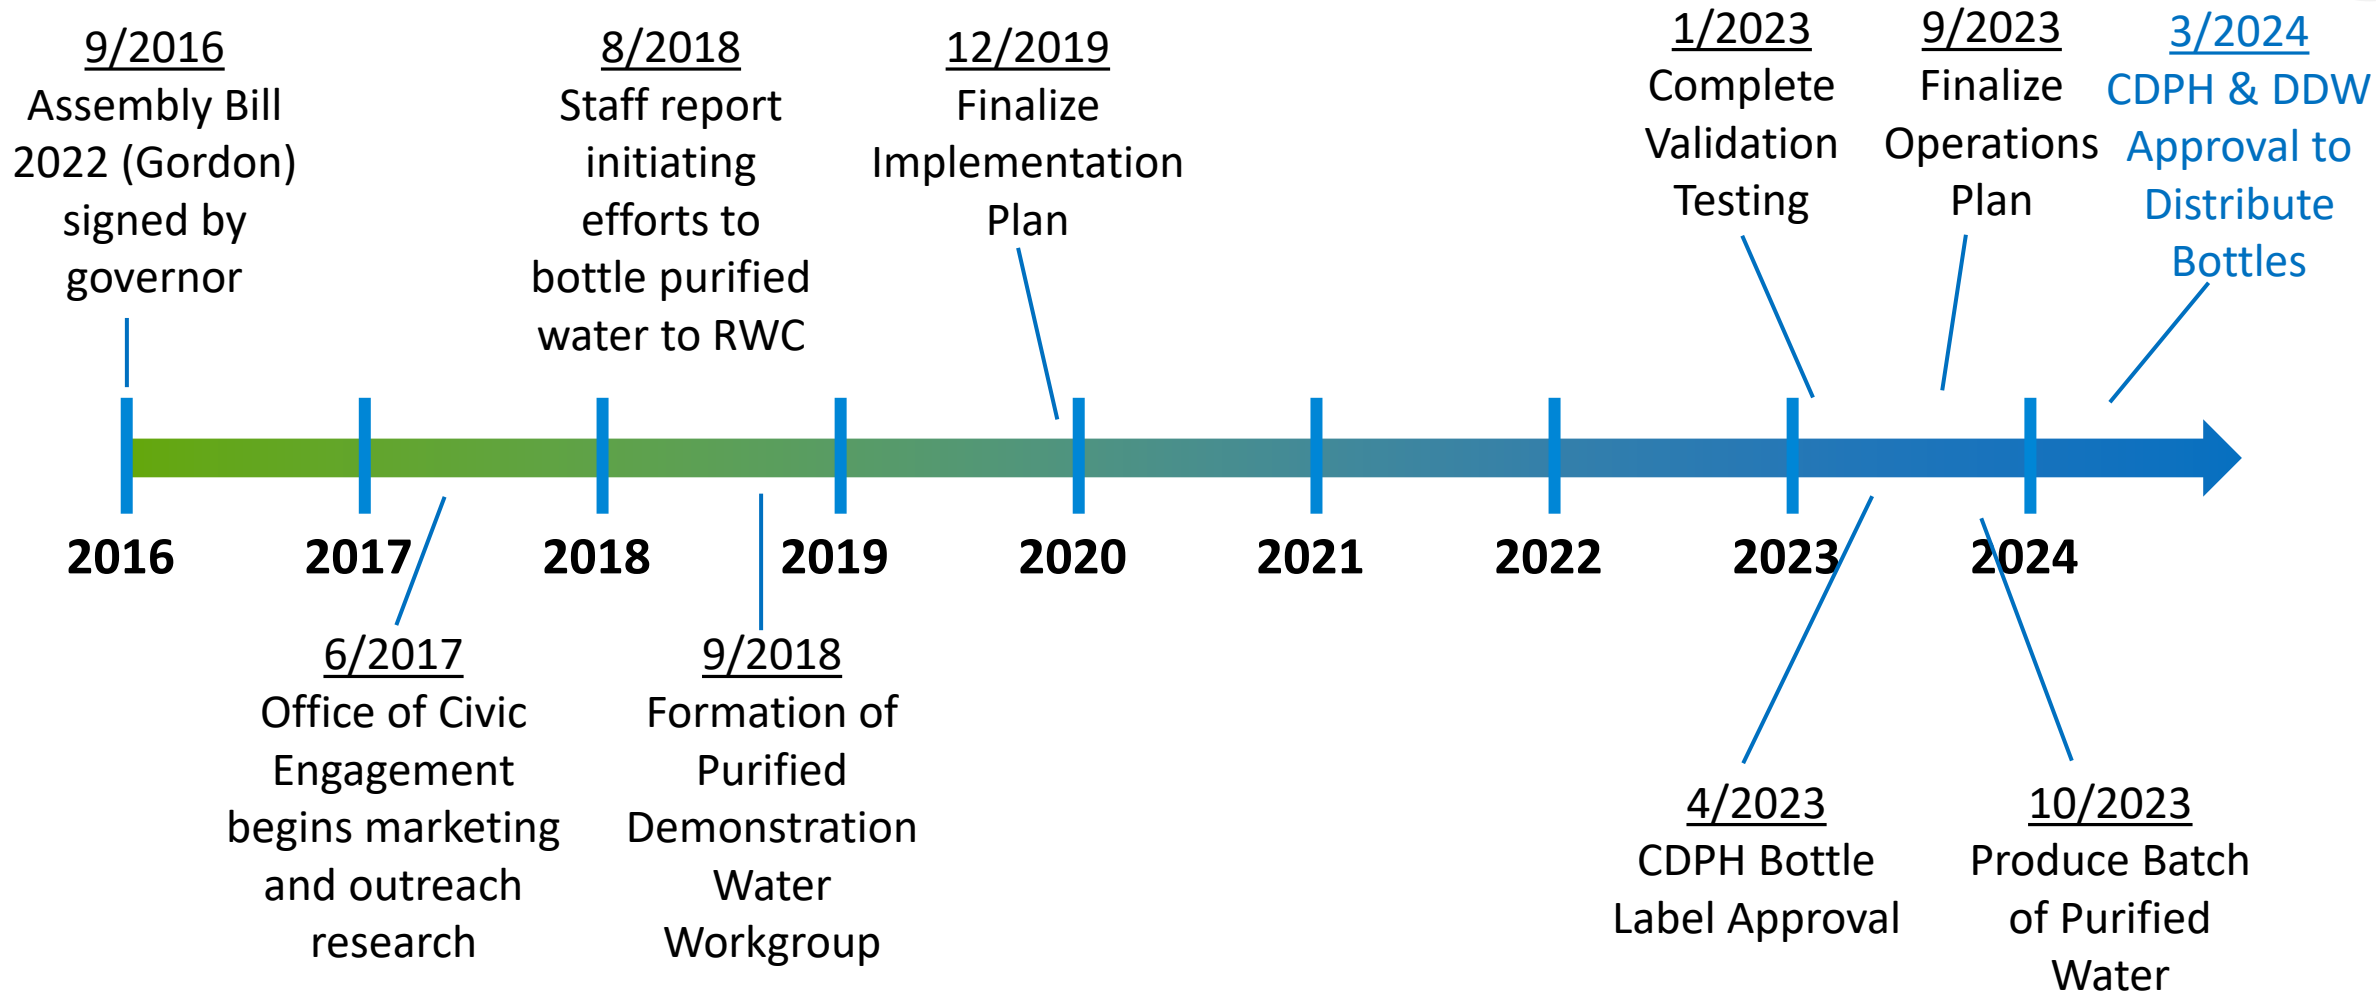 9/2016
Assembly Bill
2022 (Gordon)
signed by
governor
8/2018
Staff report
initiating
efforts to
bottle purified
water to RWC
12/2019
Finalize
Implementation
Plan
1/2023
Complete
Validation
Testing
9/2023
Finalize
Operations
Plan
3/2024
CDPH & DDW
Approval to
Distribute
Bottles
2016
2017
2018
2019
2020
2021
2022
2023
2024
6/2017
Office of Civic
Engagement
begins marketing
and outreach
research
9/2018
Formation of
Purified
Demonstration
Water
Workgroup
4/2023
CDPH Bottle
Label Approval
10/2023
Produce Batch
of Purified
Water